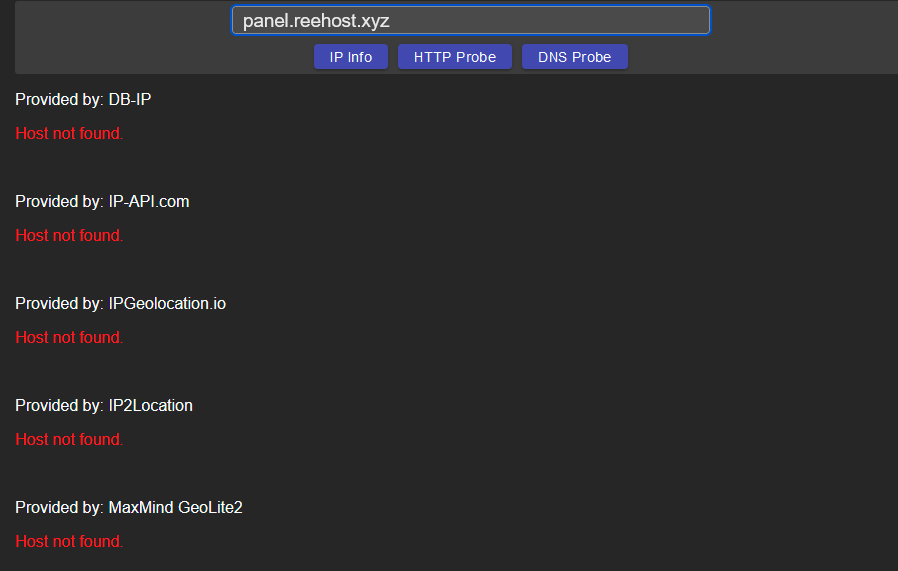 panel.reehost.xyz
IP Info HTTP Probe DNS Probe
Provided by: DB-IP
Host not found.
Provided by: IP-API.com
Host not found.
Provided by: IPGeolocation.io
Host not found.
Provided by: IP2Location
Host not found.
Provided by: MaxMind GeoLite2
Host not found.